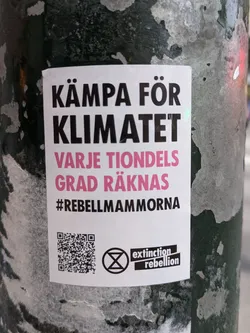 KÄMPA FÖR
KLIMATET
VARJE TIONDELS
GRAD RÄKNAS
#REBELLMAMMORNA
extinction
rebellion